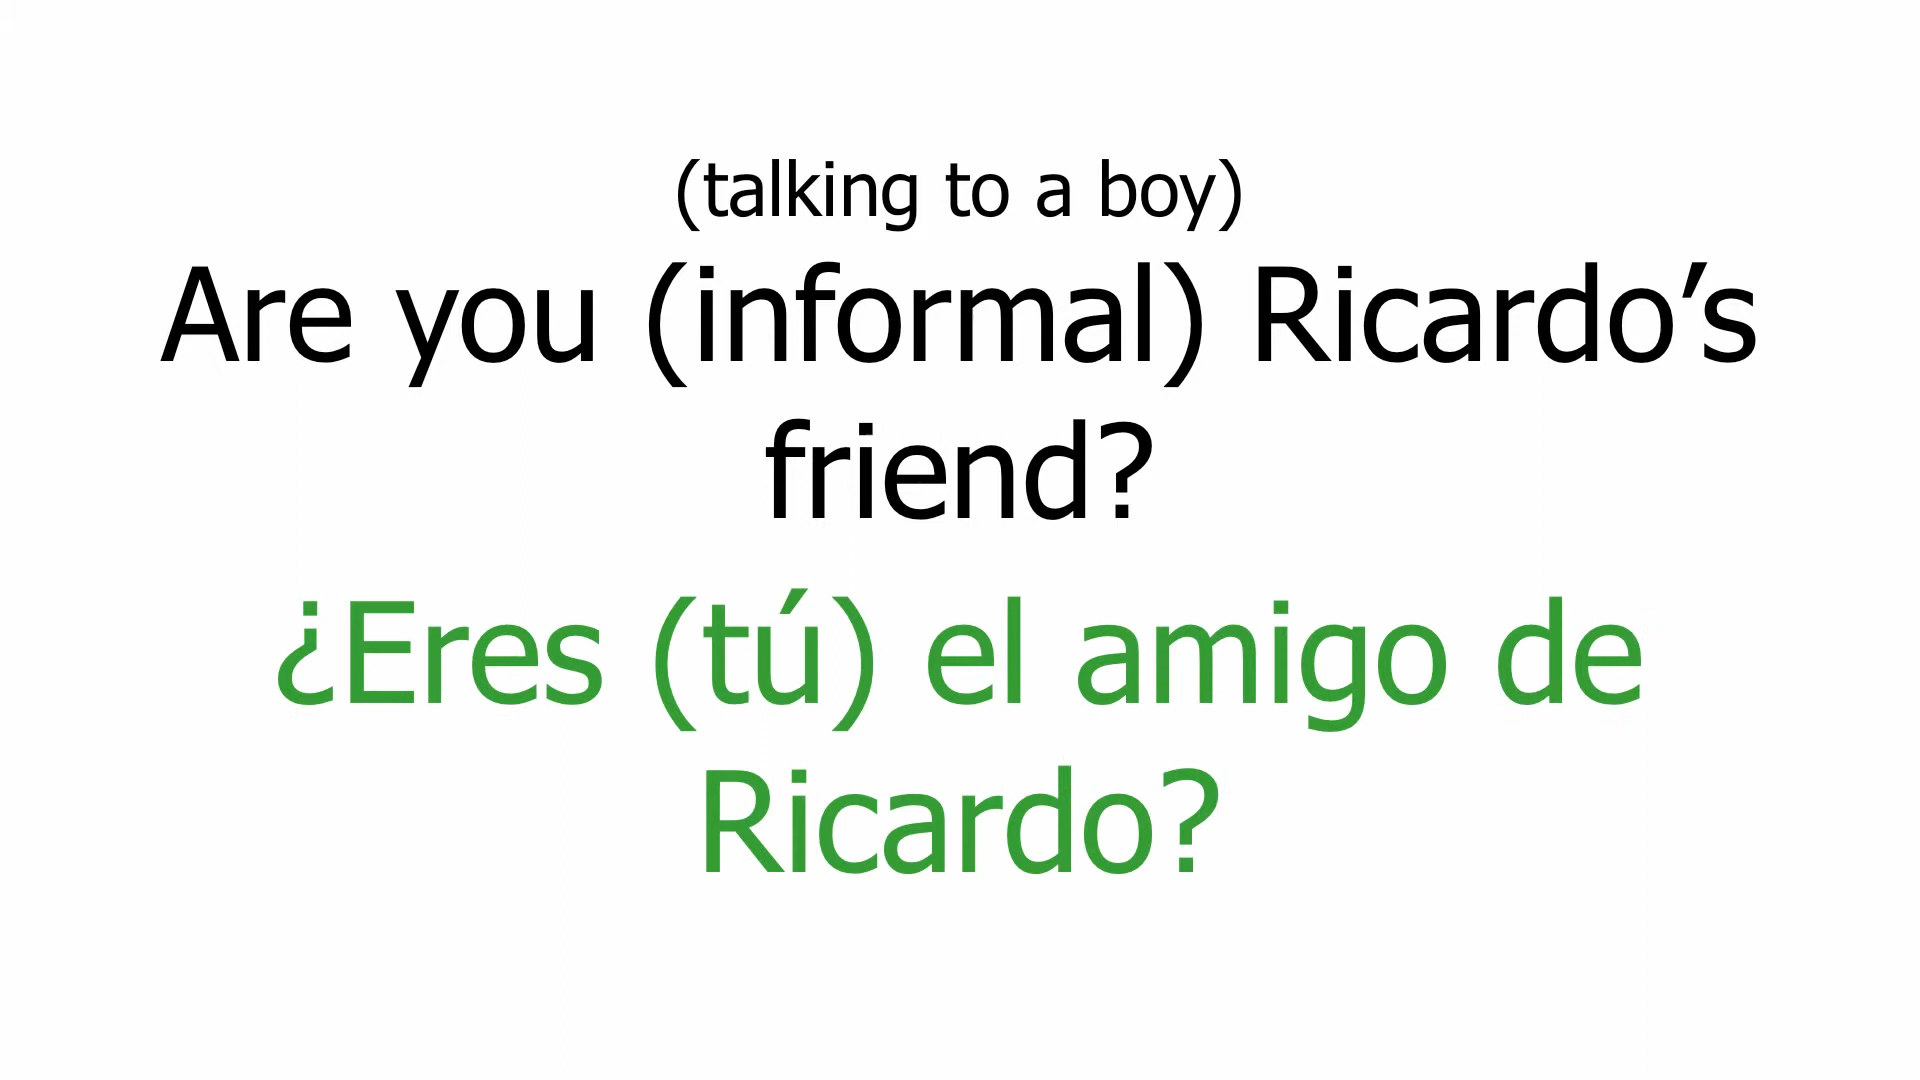 (talking to a boy)
Are you (informal) Ricardo’s
friend?
¿Eres (tú) el amigo de
Ricardo?